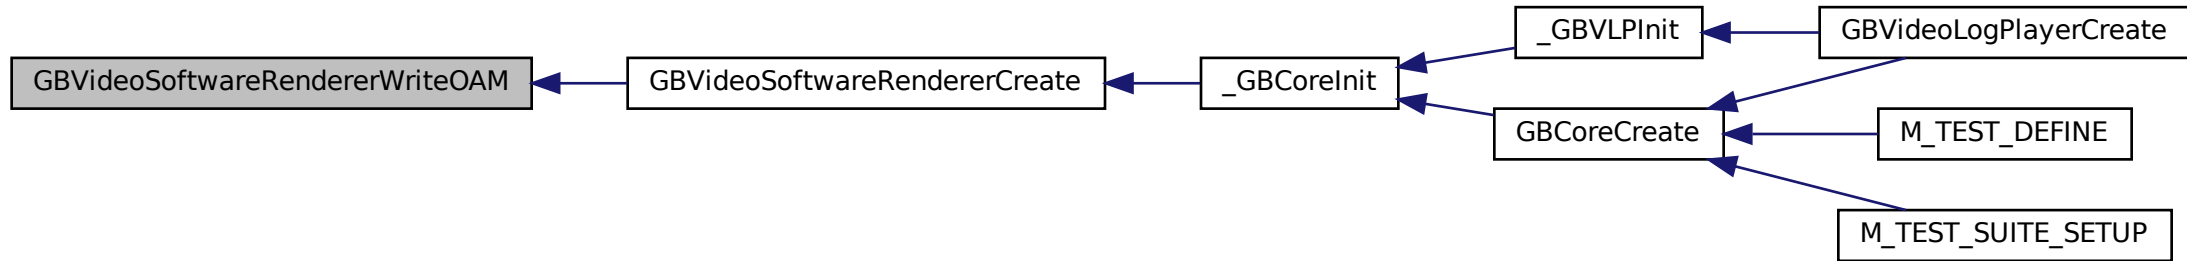 GBVideoSoftwareRendererWriteOAM
GBVideoSoftwareRendererCreate
_GBCoreInit
_GBVLPInit
GBVideoLogPlayerCreate
GBCoreCreate
M_TEST_DEFINE
M_TEST_SUITE_SETUP